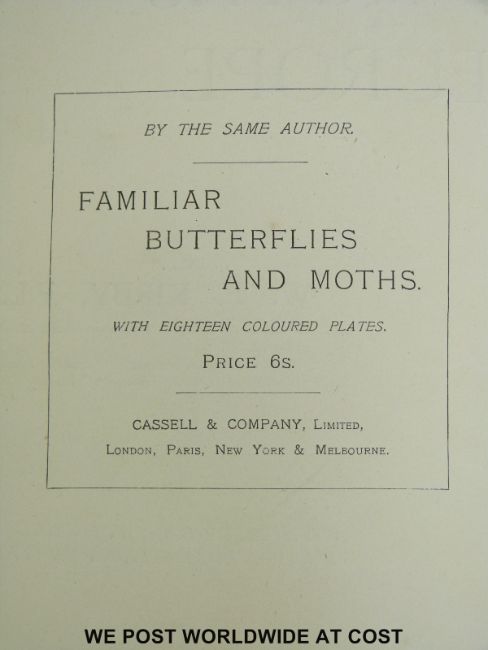 BY THE SAME AUTHOR.
FAMILIAR
BUTTERFLIES
AND MOTHS.
WITH EIGHTEEN COLOURED PLATES.
PRICE 6S.
CASSELL & COMPANY, LIMITED,
LONDON, PARIS, NEW YORK & MELBOURNE.
WE POST WORLDWIDE AT COST